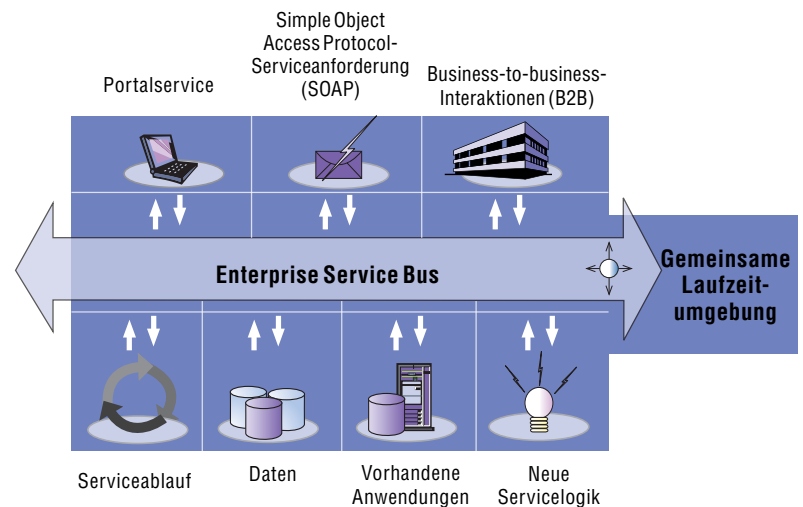 Simple Object
Access Protocol-
Serviceanforderung
(SOAP)
Portalservice
Business-to-business-
Interaktionen (B2B)
Enterprise Service Bus
Gemeinsame
Laufzeit-
umgebung
Serviceablauf
Daten
Vorhandene
Anwendungen
Neue
Servicelogik